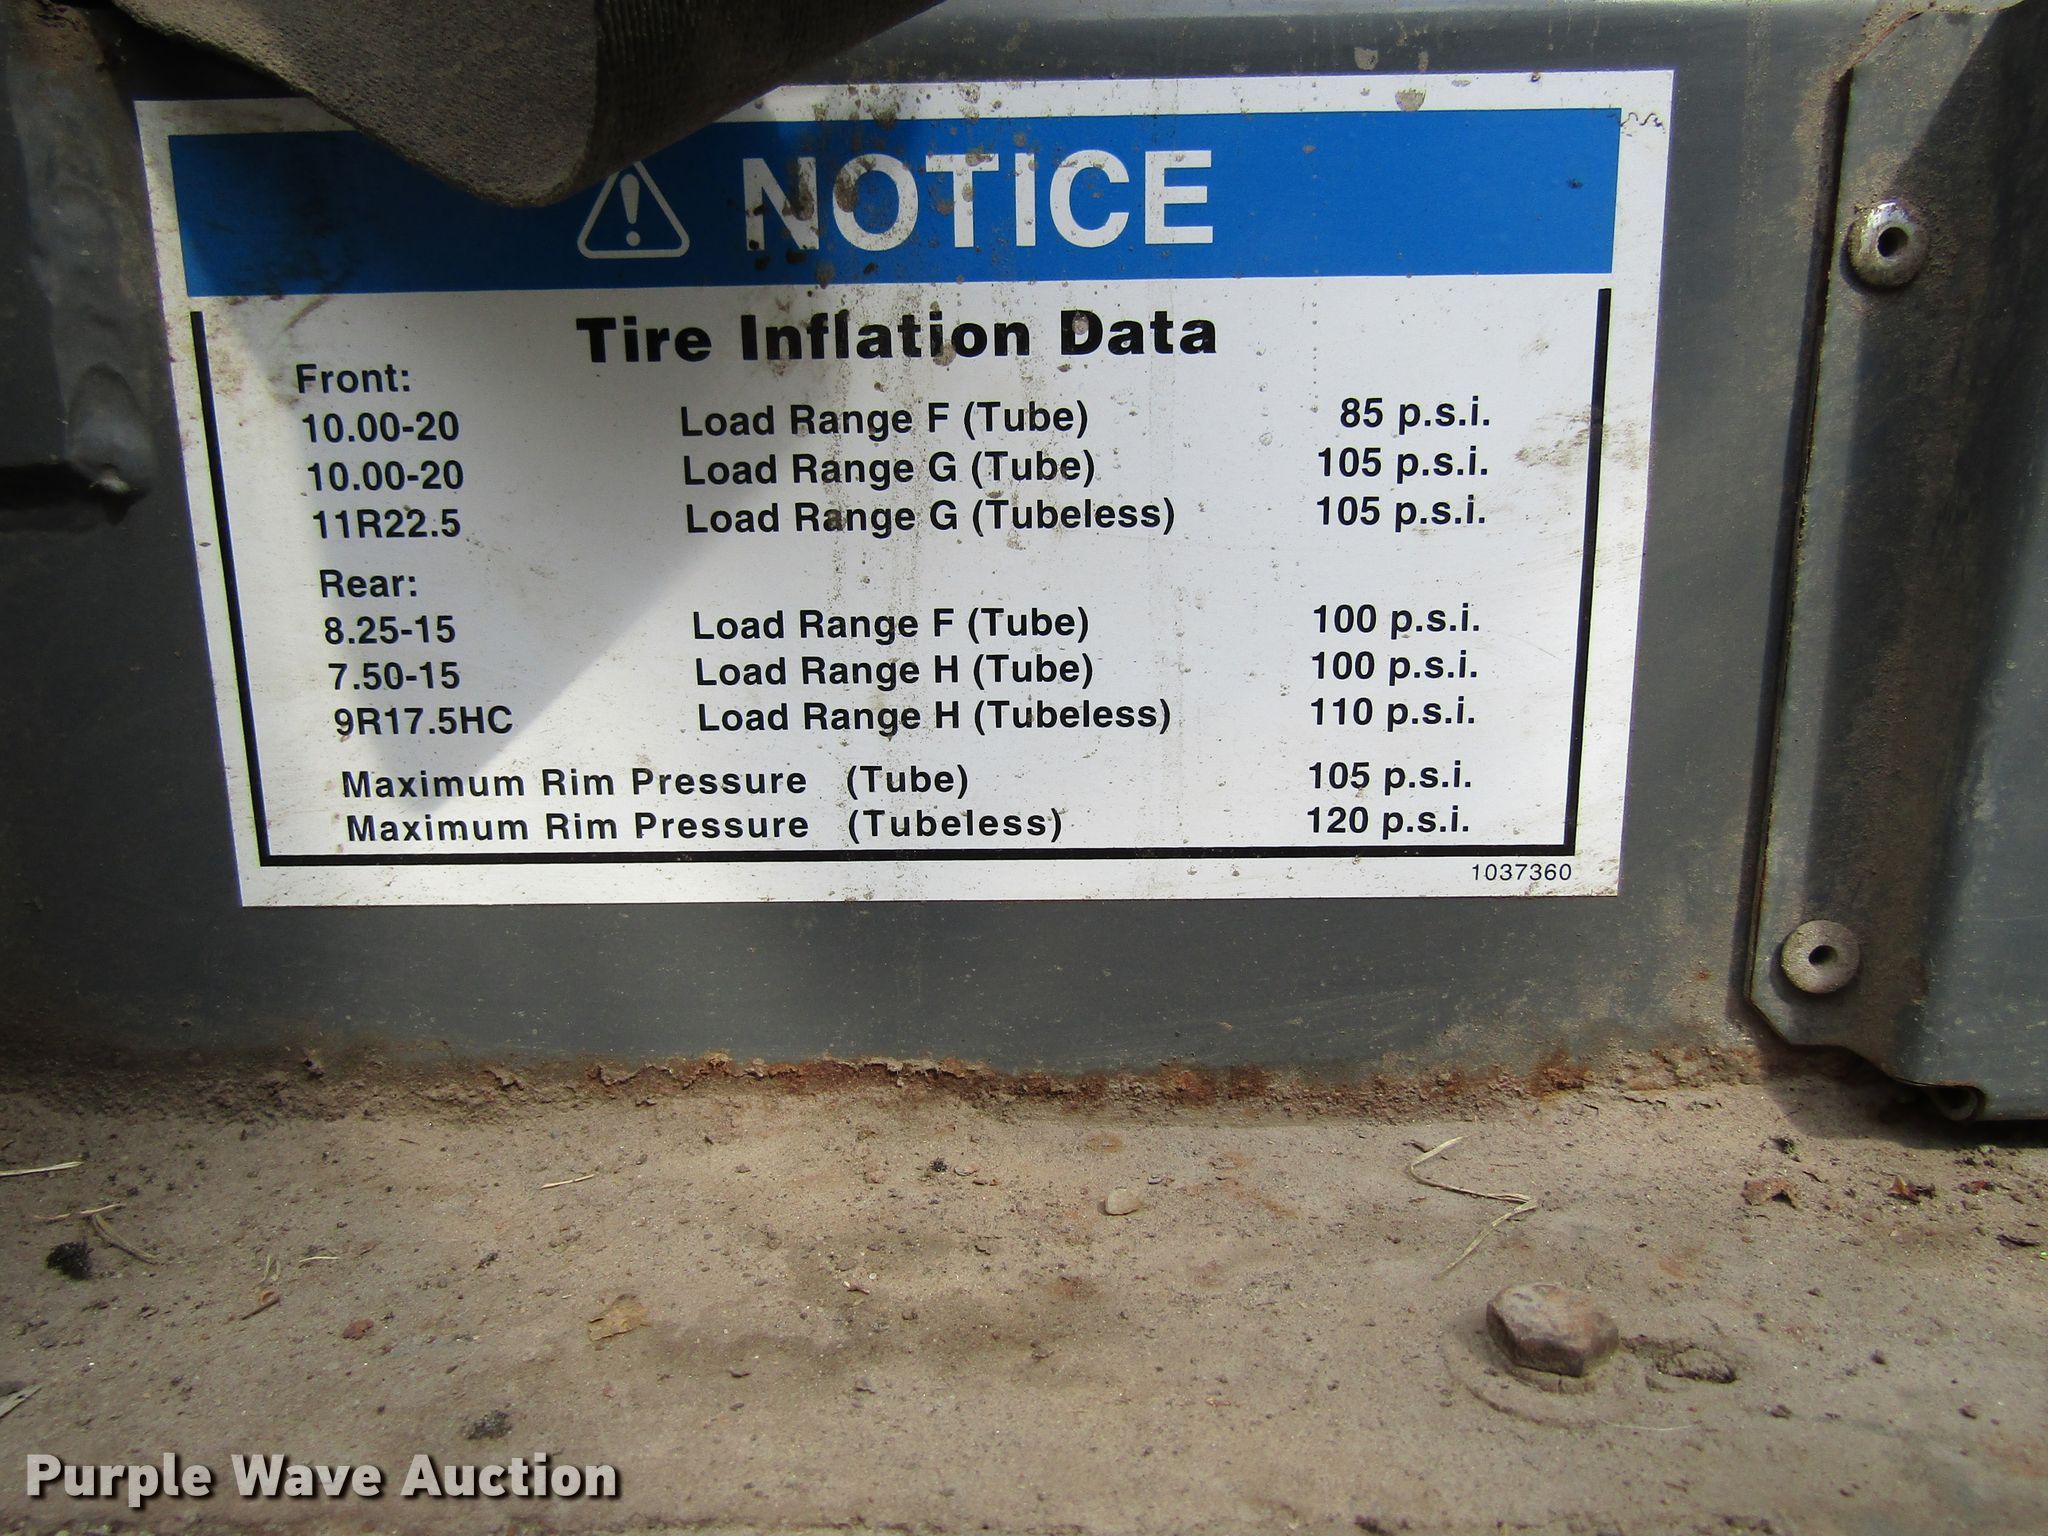 NOTICE
Tire Inflation Data
Front:
10.00-20 Load Range F (Tube) 85 p.s.i.
10.00-20 Load Range G (Tube) 105 p.s.i.
11R22.5 Load Range G (Tubeless) 105 p.s.i.
Rear:
8.25-15 Load Range F (Tube) 100 p.s.i.
7.50-15 Load Range H (Tube) 100 p.s.i.
9R17.5HC Load Range H (Tubeless) 110 p.s.i.
Maximum Rim Pressure (Tube) 105 p.s.i.
Maximum Rim Pressure (Tubeless) 120 p.s.i.
1037360
Purple Wave Auction